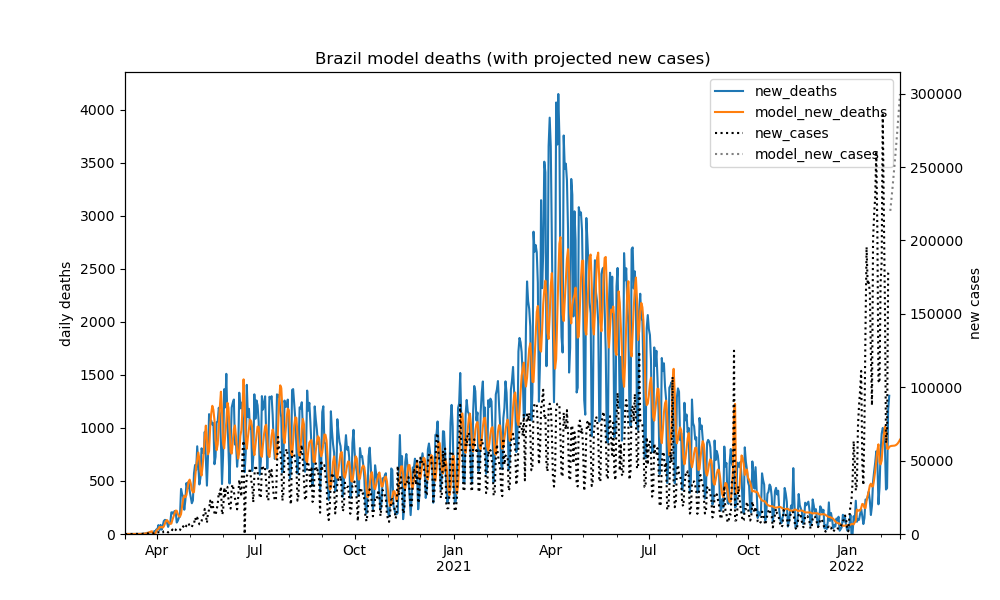 Brazil model deaths (with projected new cases)
new_deaths
model_new_deaths
new_cases
model_new_cases
4000
3500
3000
2500
2000
1500
1000
500
0
daily deaths
300000
250000
200000
150000
100000
50000
0
new cases
Apr
Jul
Oct
Jan
2021
Apr
Jul
Oct
Jan
2022